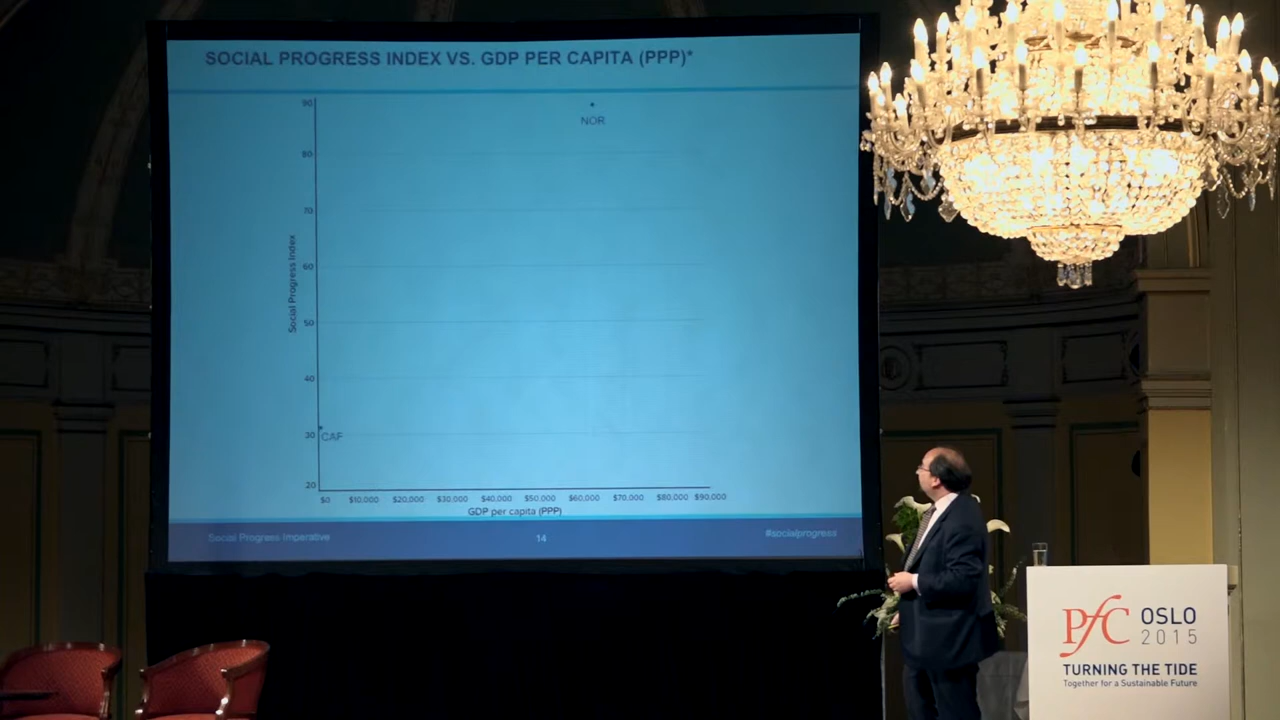 SOCIAL PROGRESS INDEX VS. GDP PER CAPITA (PPP)*
90
80
70
60
50
40
30
20
Social Progress Index
NOR
CAF
$0 $10,000 $20,000 $30,000 $40,000 $50,000 $60,000 $70,000 $80,000 $90,000
GDP per capita (PPP)
Social Progress Imperative 14 #socialprogress
PfC OSLO
2015
TURNING THE TIDE
Together for a Sustainable Future